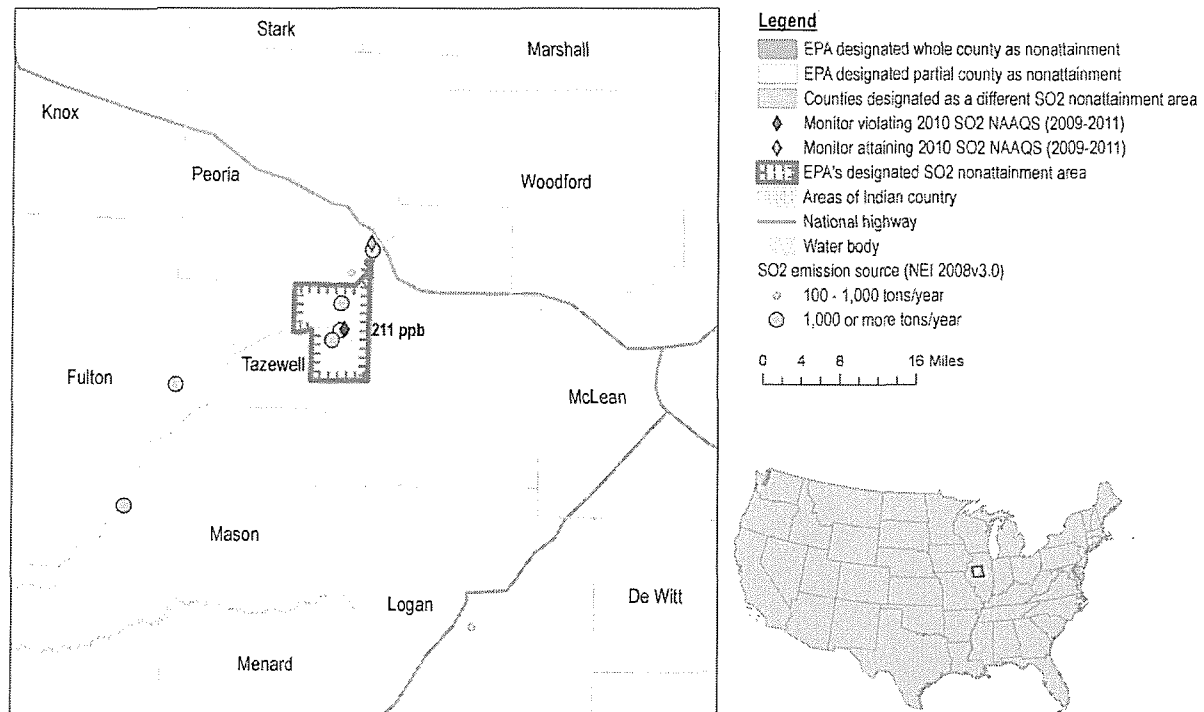 Stark
Marshall
Knox
Peoria
Woodford
211 ppb
Tazewell
Fulton
McLean
Mason
Logan
De Witt
Menard
Legend
EPA designated whole county as nonattainment
EPA designated partial county as nonattainment
Counties designated as a different SO2 nonattainment area
Monitor violating 2010 SO2 NAAQS (2009-2011)
Monitor attaining 2010 SO2 NAAQS (2009-2011)
EPA's designated SO2 nonattainment area
Areas of Indian country
National highway
Water body
SO2 emission source (NEI 2008v3.0)
100 - 1,000 tons/year
1,000 or more tons/year
0 4 8 16 Miles